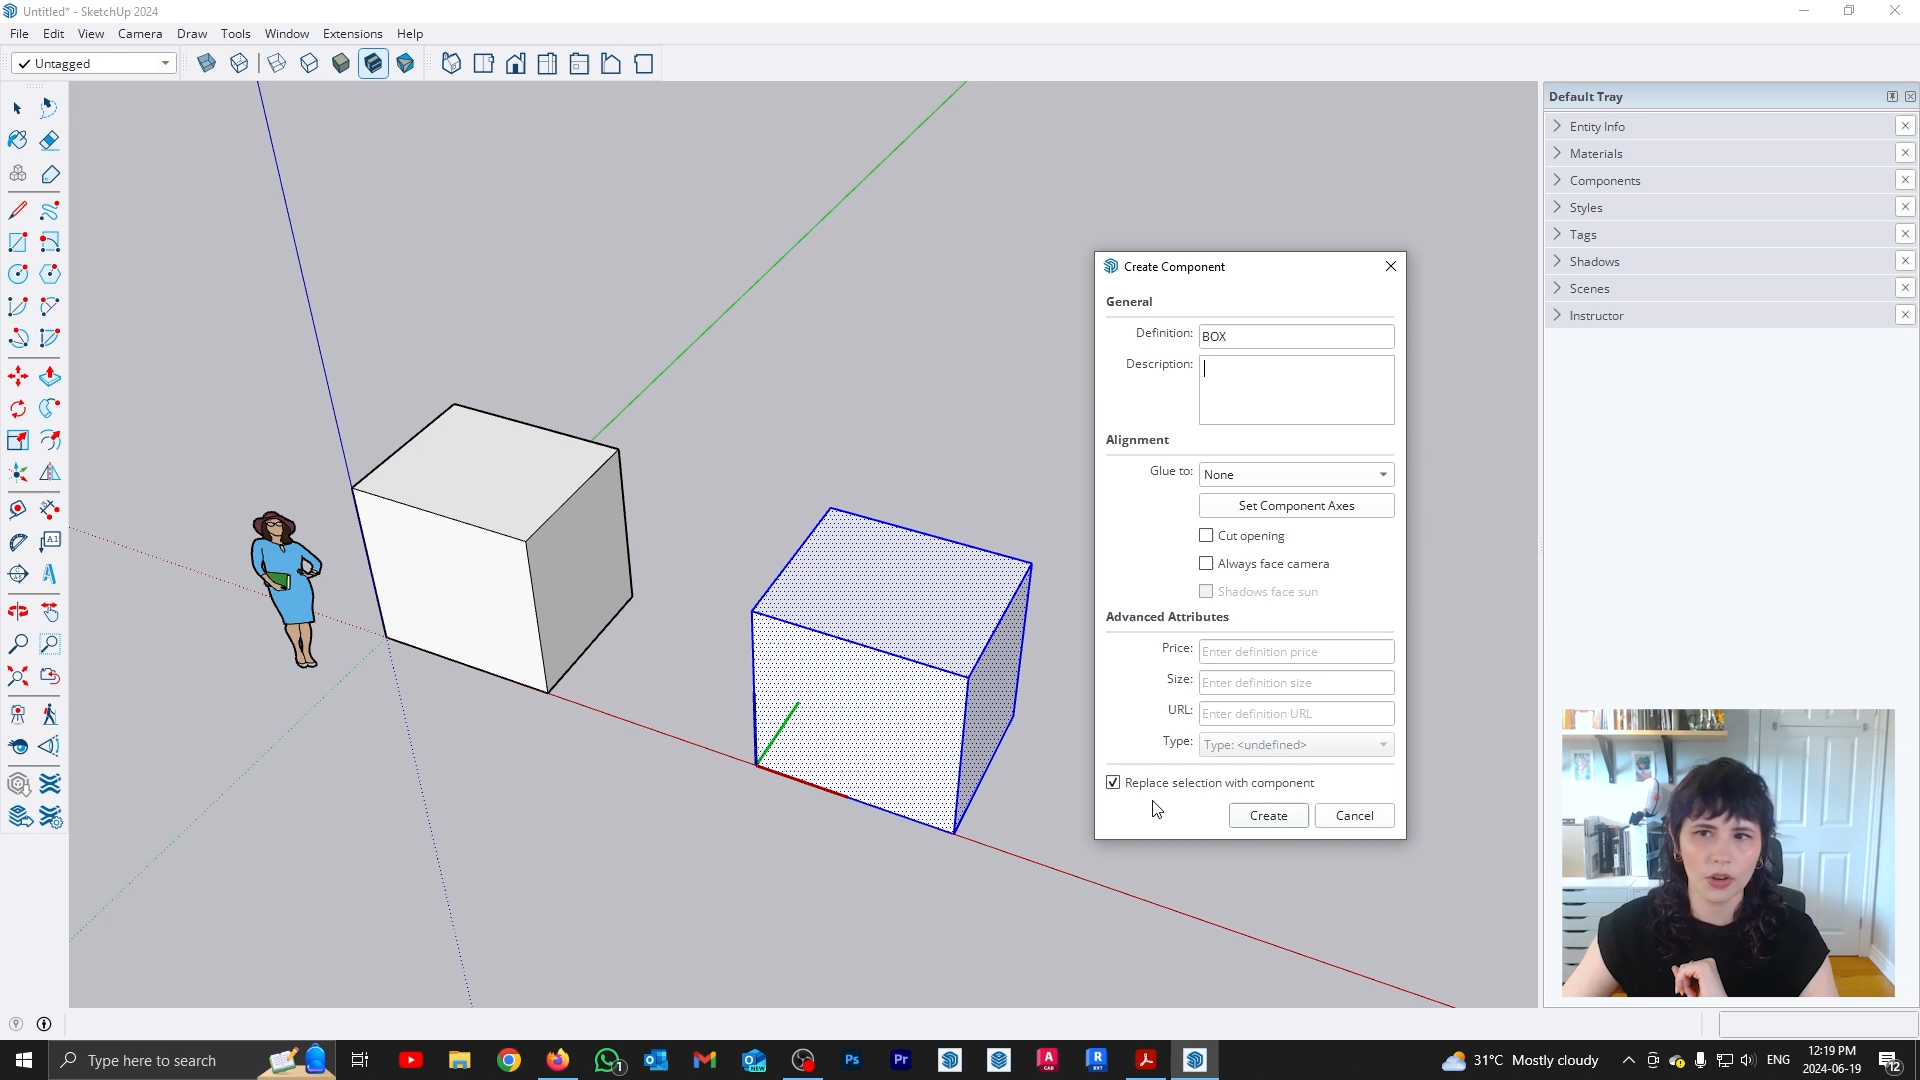 Untitled* - SketchUp 2024
File Edit View Camera Draw Tools Window Extensions Help
Untagged
Default Tray
Entity Info
Materials
Components
Styles
Tags
Shadows
Scenes
Instructor
Create Component
General
Definition: BOX
Description:
Alignment
Glue to: None
Set Component Axes
Cut opening
Always face camera
Shadows face sun
Advanced Attributes
Price: Enter definition price
Size: Enter definition size
URL: Enter definition URL
Type: Type: <undefined>
Replace selection with component
Create Cancel
Type here to search
31°C Mostly cloudy
ENG
12:19 PM
2024-06-19
12